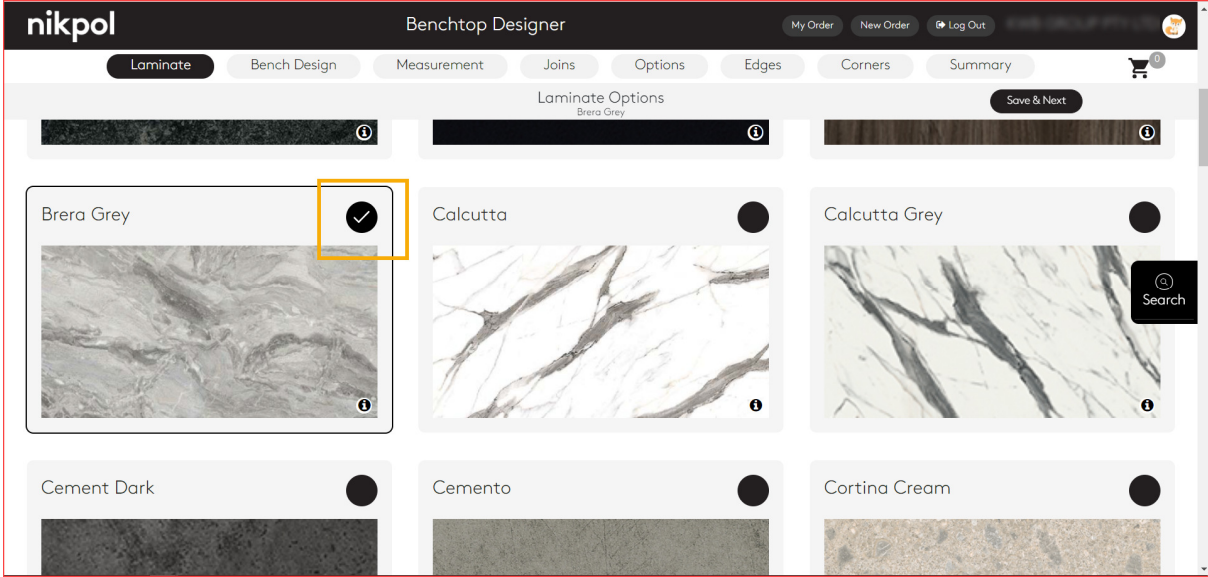 nikpol
Benchtop Designer
My Order
New Order
Log Out
Laminate
Bench Design
Measurement
Joins
Options
Edges
Corners
Summary
0
Laminate Options
Brera Grey
Save & Next
Brera Grey
Calcutta
Calcutta Grey
Search
Cement Dark
Cemento
Cortina Cream